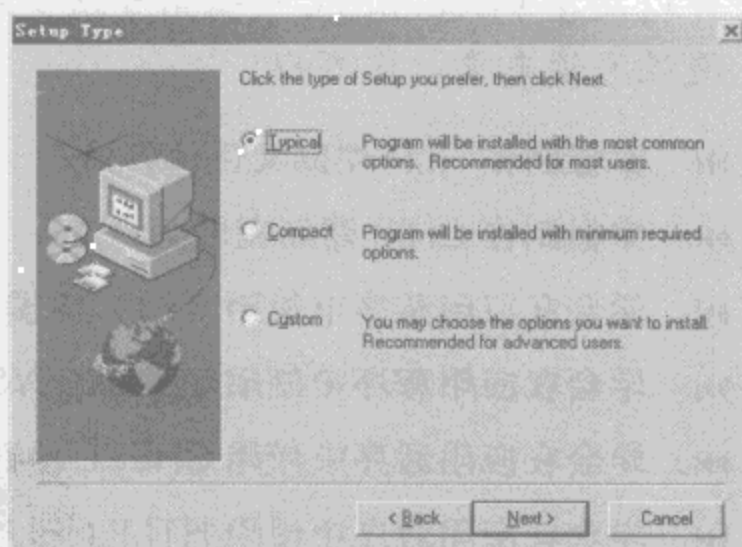 Setup Type
Click the type of Setup you prefer, then click Next.
Typical
Program will be installed with the most common
options. Recommended for most users.
Compact
Program will be installed with minimum required
options.
Custom
You may choose the options you want to install.
Recommended for advanced users.
< Back
Next >
Cancel